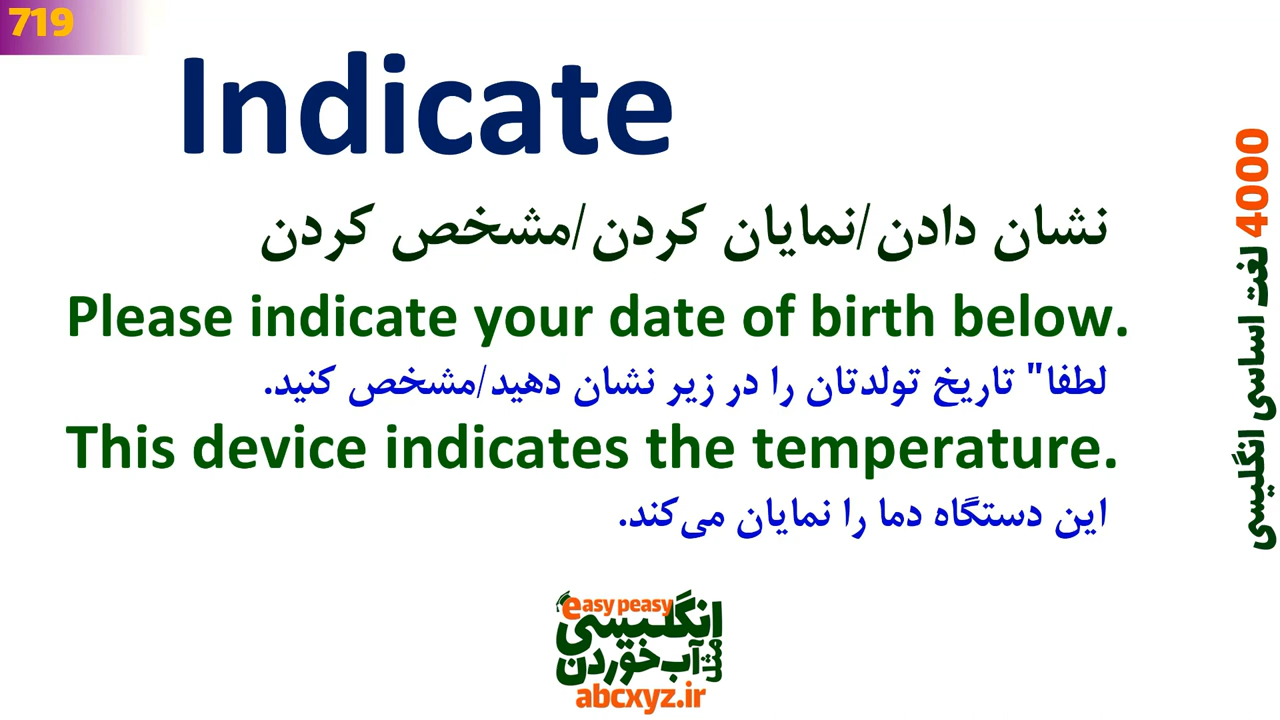 719
Indicate
نشان دادن/نمایان کردن/مشخص کردن
Please indicate your date of birth below.
لطفا" تاریخ تولدتان را در زیر نشان دهید/مشخص کنید.
This device indicates the temperature.
این دستگاه دما را نمایان می‌کند.
4000 لغت اساسی انگلیسی
easy peasy
انگلیسی
مثل آب خوردن
abcxyz.ir